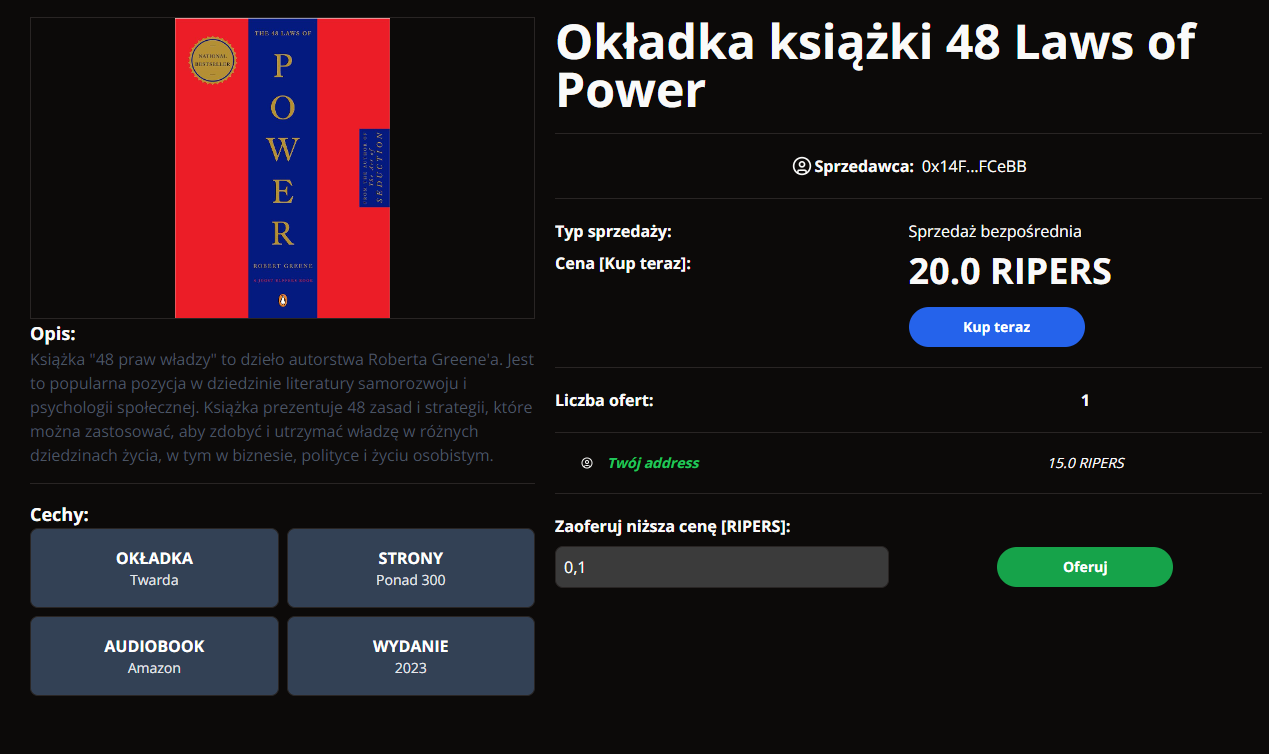 THE 48 LAWS OF
NATIONAL
BESTSELLER
P
O
W
E
R
FROM THE AUTHOR OF
The Art of
SEDUCTION
ROBERT GREENE
Opis:
Książka "48 praw władzy" to dzieło autorstwa Roberta Greene'a. Jest
to popularna pozycja w dziedzinie literatury samorozwoju i
psychologii społecznej. Książka prezentuje 48 zasad i strategii, które
można zastosować, aby zdobyć i utrzymać władzę w różnych
dziedzinach życia, w tym w biznesie, polityce i życiu osobistym.
Cechy:
OKŁADKA
Twarda
STRONY
Ponad 300
AUDIOBOOK
Amazon
WYDANIE
2023
Okładka książki 48 Laws of
Power
Sprzedawca: 0x14F...FCeBB
Typ sprzedaży: Sprzedaż bezpośrednia
Cena [Kup teraz]: 20.0 RIPERS
Kup teraz
Liczba ofert: 1
Twój address 15.0 RIPERS
Zaoferuj niższa cenę [RIPERS]:
0,1 Oferuj